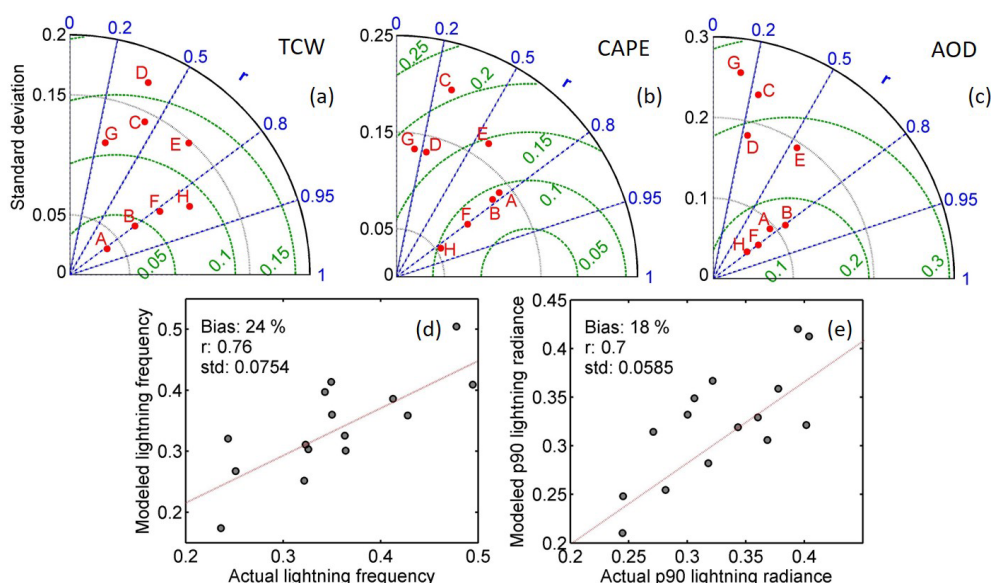 0
0.2
0.5
r
0.8
0.95
1
TCW
(a)
Standard deviation
0.2
0.15
0.05
0
D
C
G
E
F
H
B
A
0.05
0.1
0.15
0
0.2
0.5
r
0.8
0.95
1
CAPE
(b)
0.25
0.15
0.05
0
0.25
0.2
0.15
0.1
0.05
C
E
G
D
A
B
F
H
0
0.2
0.5
r
0.8
0.95
1
AOD
(c)
0.3
0.2
0.1
0
G
C
D
E
A
B
F
H
0.1
0.2
0.3
(d)
Bias: 24 %
r: 0.76
std: 0.0754
Modeled lightning frequency
0.5
0.4
0.3
0.2
0.2
0.3
0.4
0.5
Actual lightning frequency
(e)
Bias: 18 %
r: 0.7
std: 0.0585
Modeled p90 lightning radiance
0.45
0.4
0.35
0.3
0.25
0.2
0.2
0.25
0.3
0.35
0.4
Actual p90 lightning radiance